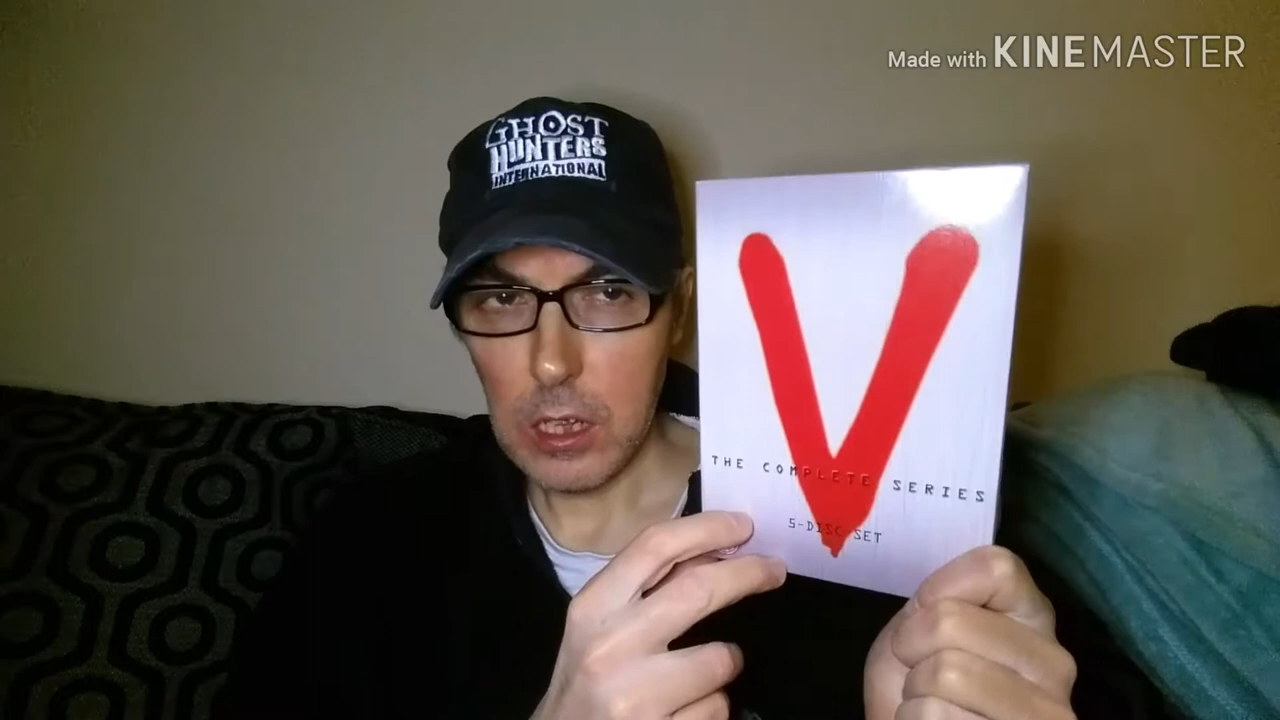 Made with KINEMASTER
GHOST
HUNTERS
INTERNATIONAL
V
THE COMPLETE SERIES
5-DISC SET